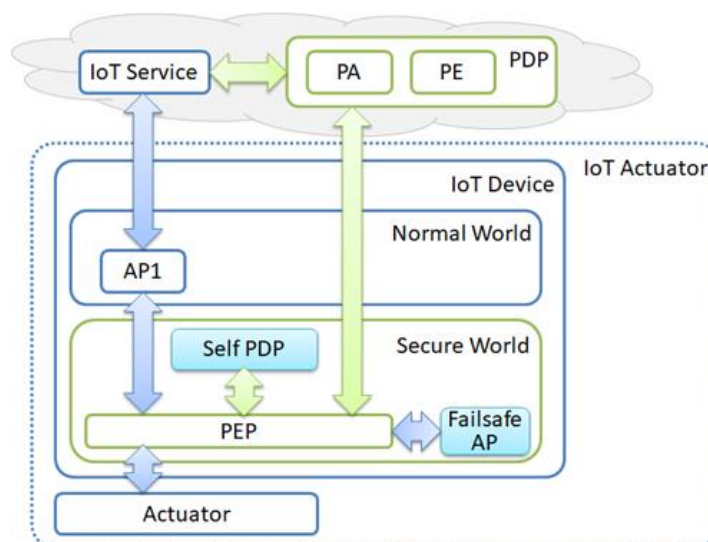 IoT Service
PA
PE
PDP
IoT Actuator
IoT Device
Normal World
AP1
Self PDP
Secure World
PEP
Failsafe
AP
Actuator